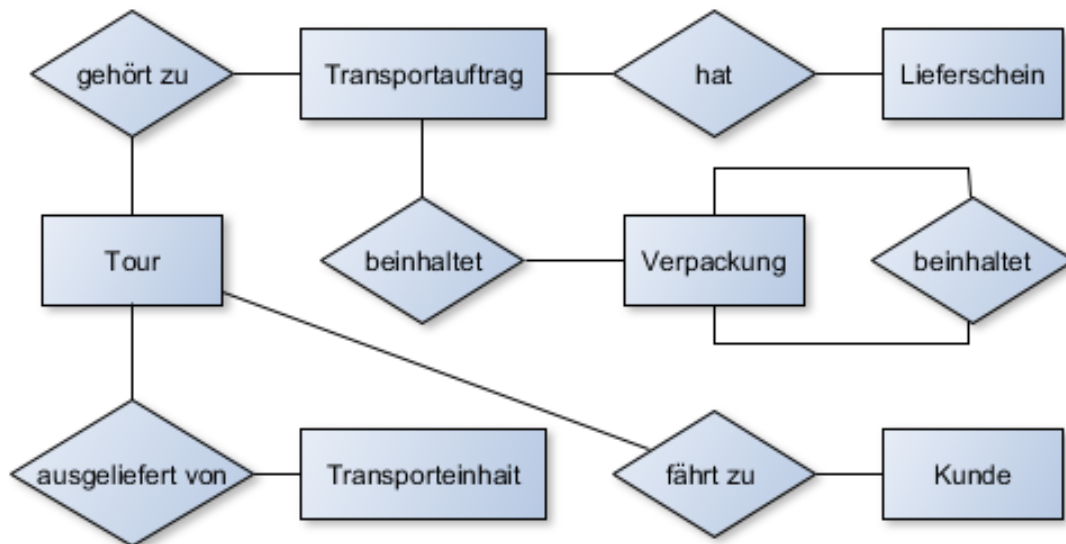 gehört zu
Transportauftrag
hat
Lieferschein
Tour
beinhaltet
Verpackung
beinhaltet
ausgeliefert von
Transporteinhait
fährt zu
Kunde